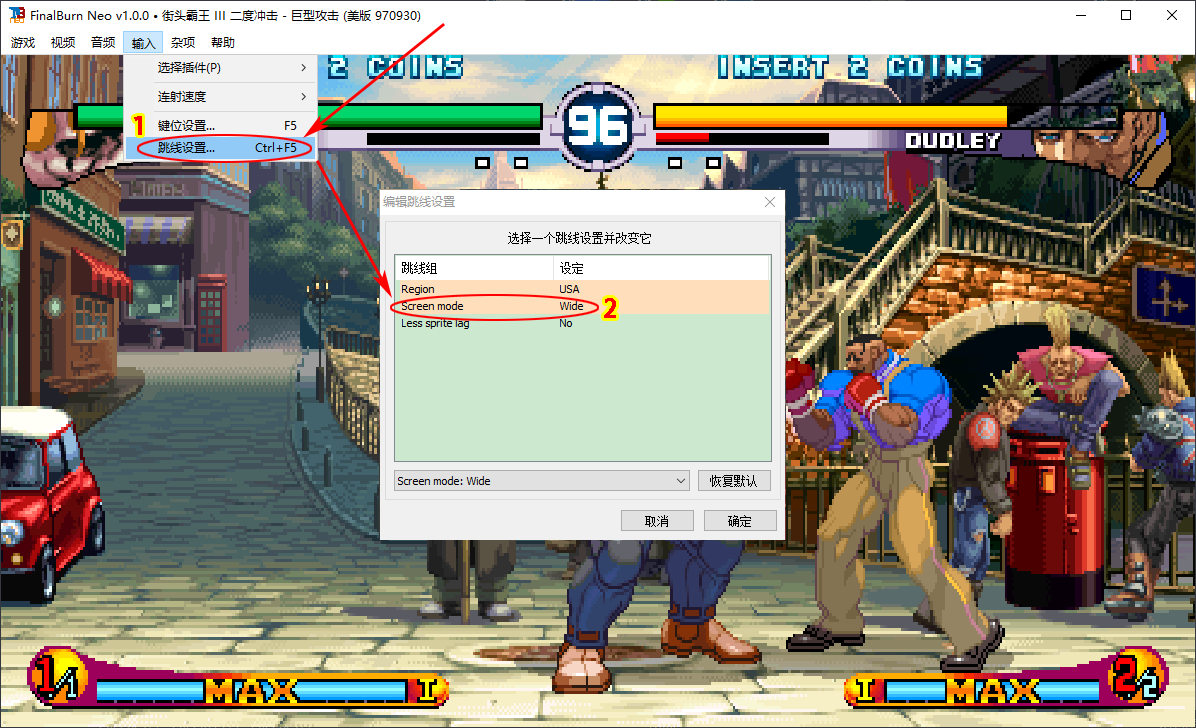 FinalBurn Neo v1.0.0 • 街头霸王 III 二度冲击 - 巨型攻击 (美版 970930)
游戏 视频 音频 输入 杂项 帮助
选择插件(P)
连射速度
键位设置... F5
跳线设置... Ctrl+F5
1
2 COINS
INSERT 2 COINS
96
DUDLEY
编辑跳线设置
选择一个跳线设置并改变它
跳线组 设定
Region USA
Screen mode Wide
2
Less sprite lag No
Screen mode: Wide
恢复默认
取消 确定
1/1 MAX I
I MAX 2/2